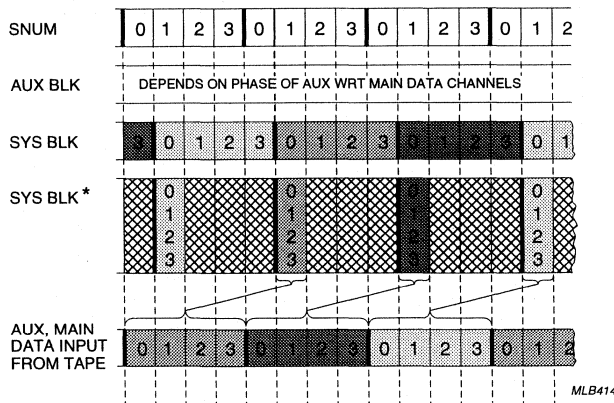 SNUM 0 1 2 3 0 1 2 3 0 1 2 3 0 1 2
AUX BLK DEPENDS ON PHASE OF AUX WRT MAIN DATA CHANNELS
SYS BLK 3 0 1 2 3 0 1 2 3 0 1 2 3 0 1
SYS BLK * 0 0 0 0
1 1 1 1
2 2 2 2
3 3 3 3
AUX, MAIN
DATA INPUT 0 1 2 3 0 1 2 3 0 1 2 3 0 1 2
FROM TAPE
MLB414